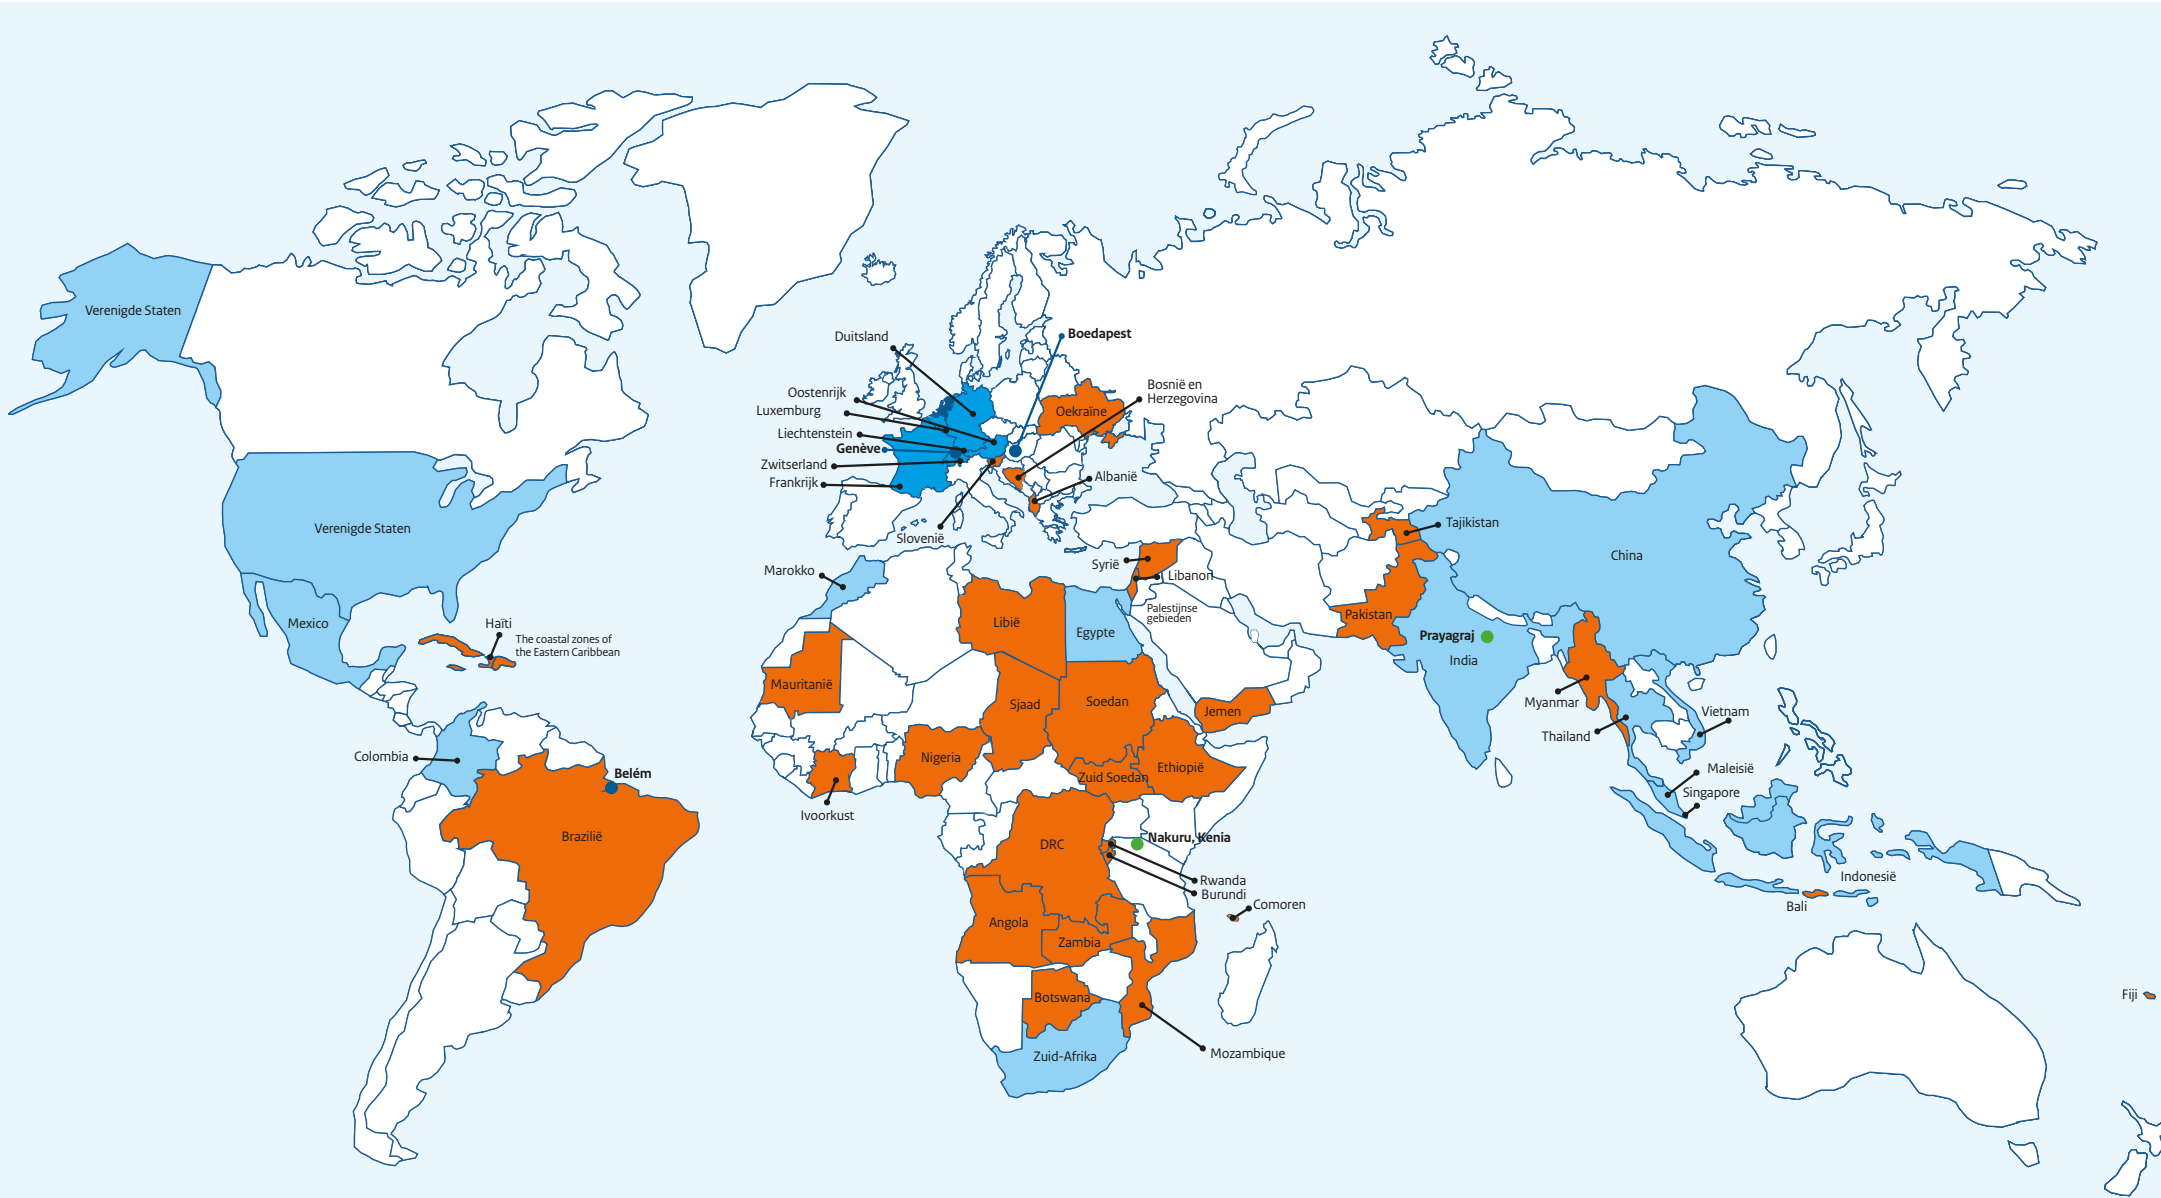 Verenigde Staten
Duitsland
Boedapest
Oostenrijk
Luxemburg
Liechtenstein
Genève
Zwitserland
Frankrijk
Bosnië en
Herzegovina
Oekraïne
Albanië
Slovenië
Verenigde Staten
Tajikistan
China
Marokko
Syrië
Libanon
Palestijnse
gebieden
Mexico
Haïti
The coastal zones of
the Eastern Caribbean
Libië
Egypte
Pakistan
Prayagraj
India
Mauritanië
Sjaad
Soedan
Jemen
Myanmar
Thailand
Vietnam
Colombia
Belém
Nigeria
Zuid Soedan
Ethiopië
Maleisië
Singapore
Ivoorkust
Brazilië
DRC
Nakuru, Kenia
Rwanda
Burundi
Comoren
Indonesië
Bali
Angola
Zambia
Botswana
Fiji
Zuid-Afrika
Mozambique